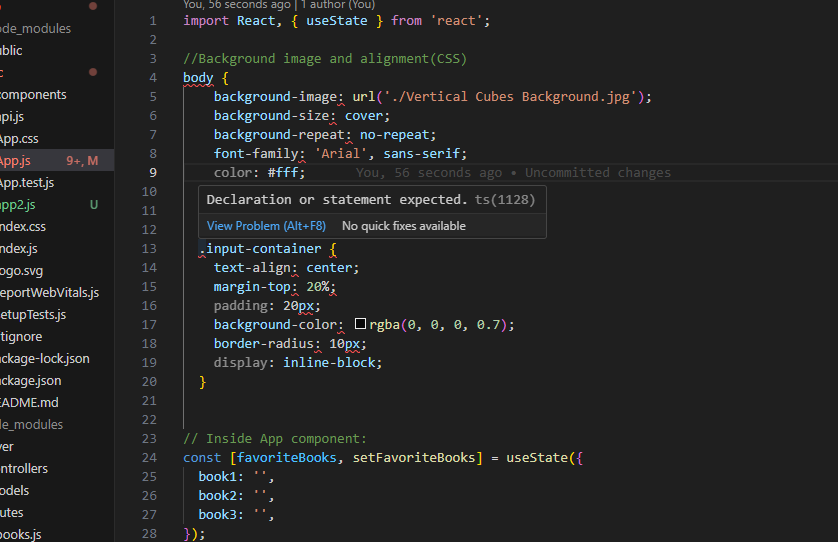 You, 56 seconds ago | 1 author (You)
1 import React, { useState } from 'react';
2
3 //Background image and alignment(CSS)
4 body {
5 background-image: url('./Vertical Cubes Background.jpg');
6 background-size: cover;
7 background-repeat: no-repeat;
8 font-family: 'Arial', sans-serif;
9 color: #fff; You, 56 seconds ago • Uncommitted changes
10
11
12
Declaration or statement expected. ts(1128)
View Problem (Alt+F8) No quick fixes available
13 .input-container {
14 text-align: center;
15 margin-top: 20%;
16 padding: 20px;
17 background-color: rgba(0, 0, 0, 0.7);
18 border-radius: 10px;
19 display: inline-block;
20 }
21
22
23 // Inside App component:
24 const [favoriteBooks, setFavoriteBooks] = useState({
25 book1: '',
26 book2: '',
27 book3: '',
28 });
ode_modules
ublic
c
components
pi.js
App.css
App.js 9+, M
App.test.js
app2.js U
ndex.css
ndex.js
ogo.svg
eportWebVitals.js
etupTests.js
tignore
ackage-lock.json
ackage.json
EADME.md
de_modules
ver
ntrollers
odels
utes
books.js